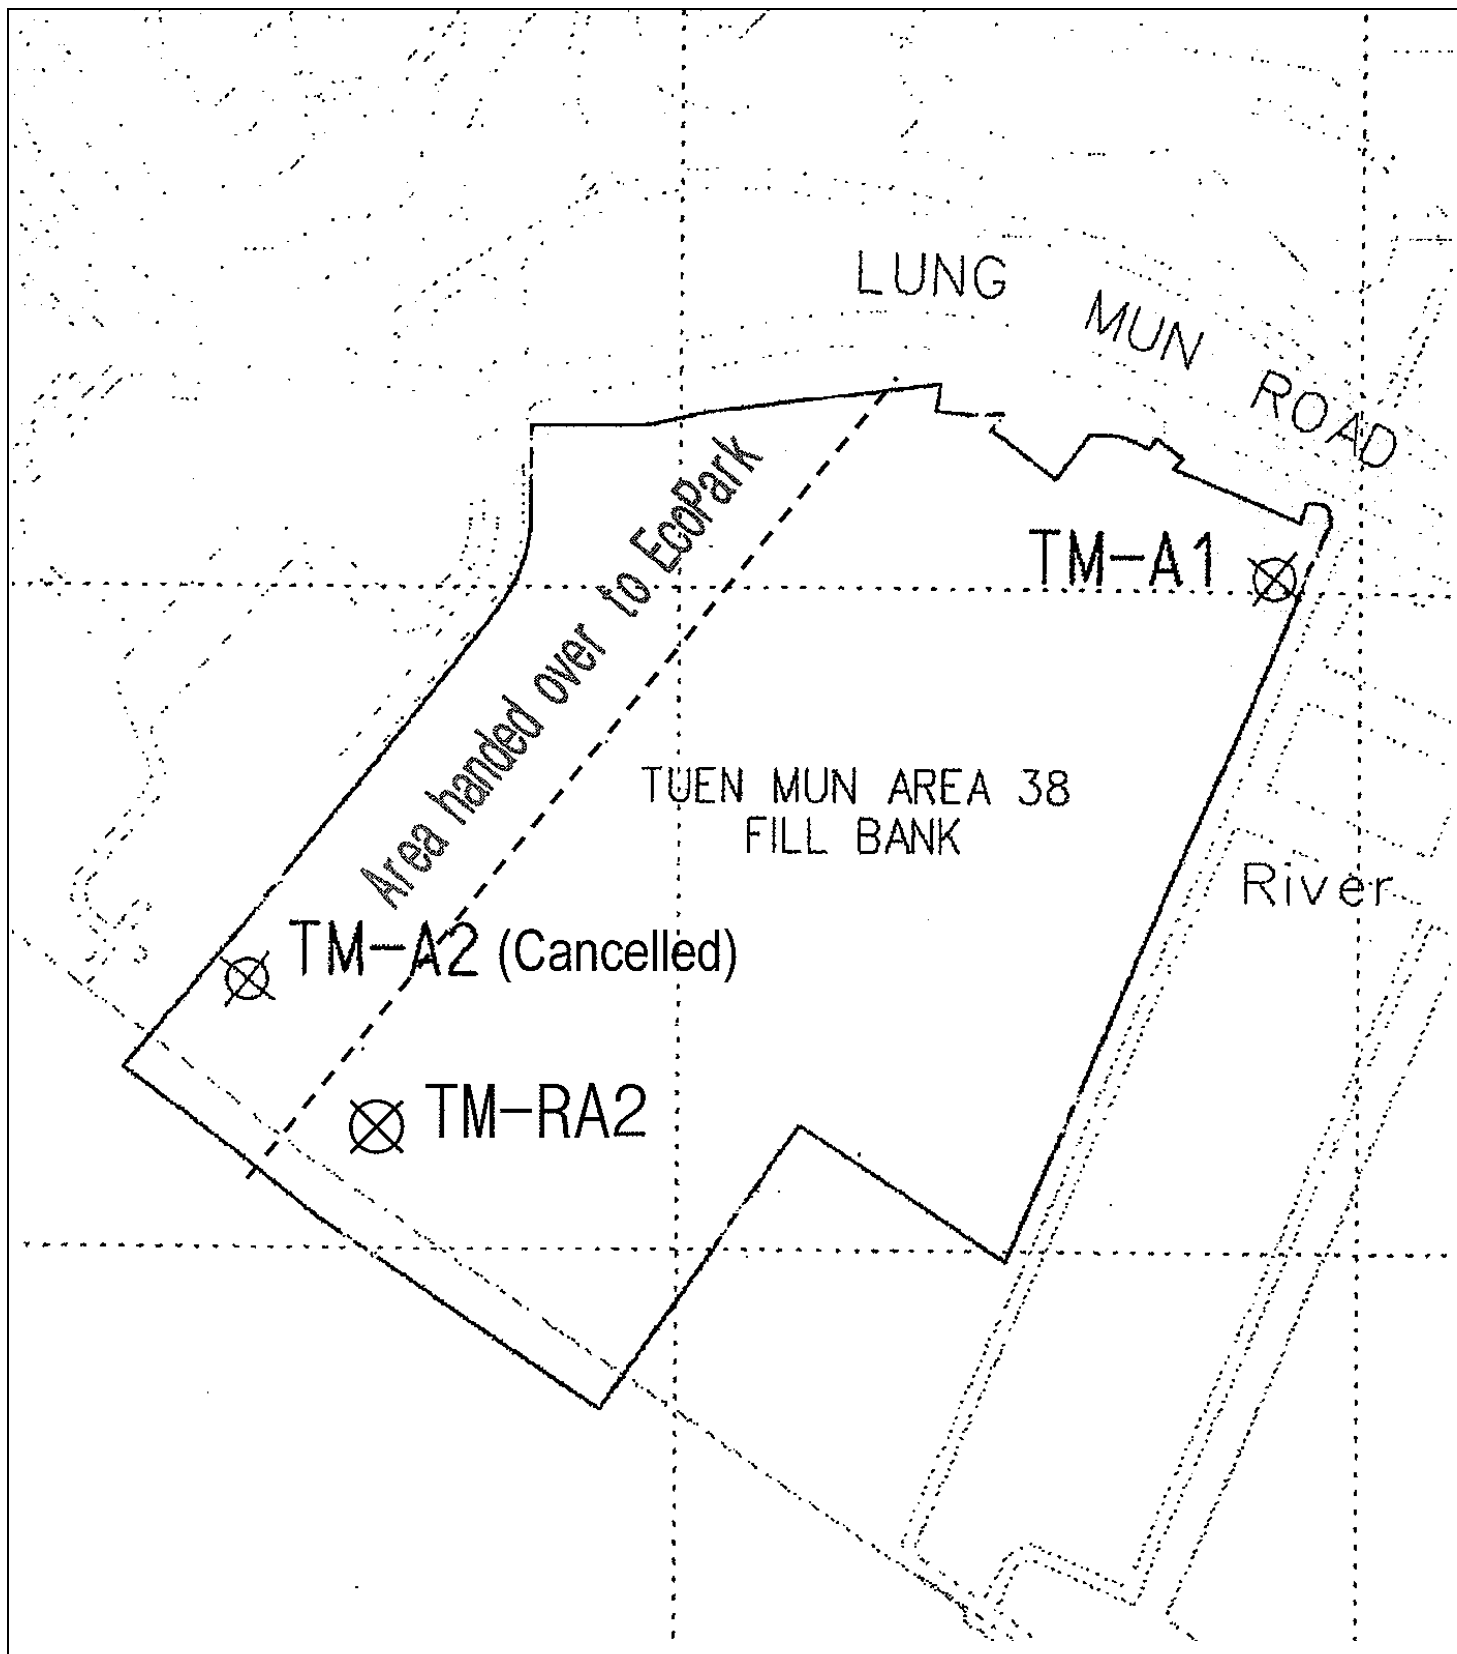 LUNG MUN ROAD
Area handed over to EcoPark
TM-A1
TUEN MUN AREA 38
FILL BANK
River
TM-A2 (Cancelled)
TM-RA2